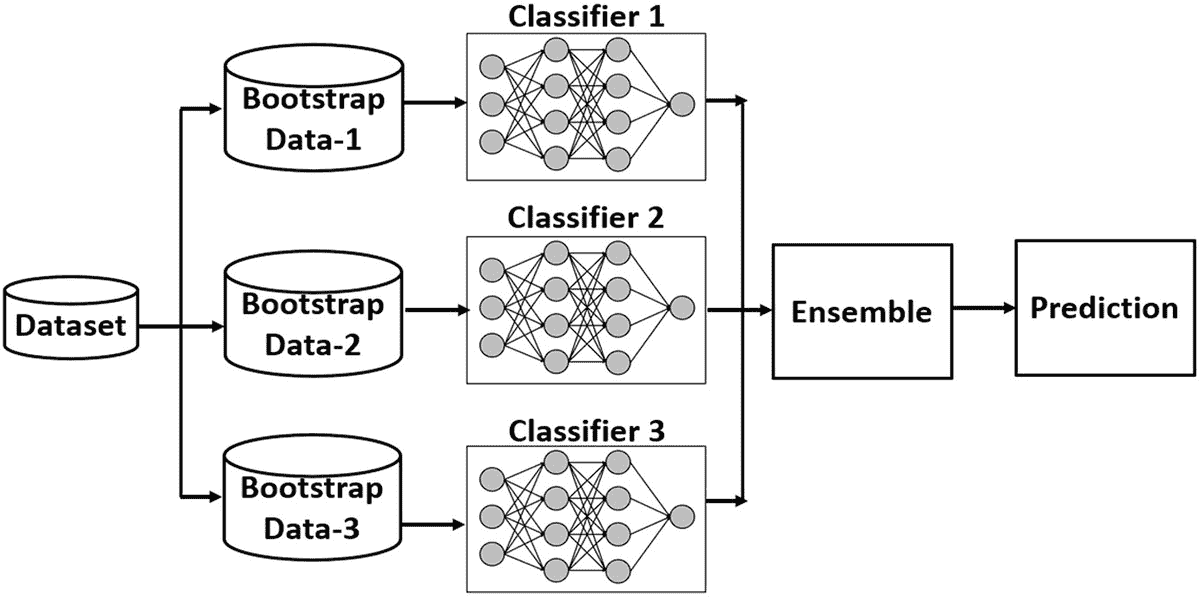 Classifier 1
Bootstrap
Data-1
Classifier 2
Dataset
Bootstrap
Data-2
Ensemble
Prediction
Classifier 3
Bootstrap
Data-3